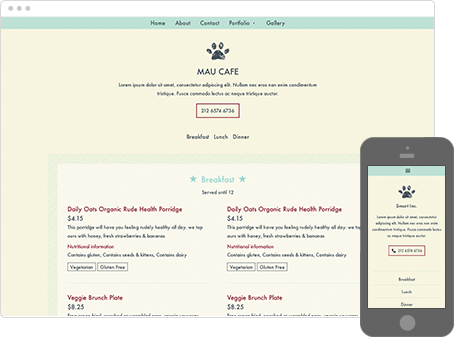 Home About Contact Portfolio Gallery
MAU CAFE
Lorem ipsum dolor sit amet, consectetur adipiscing elit. Nullam nec eros non enim condimentum
tristique. Fusce commodo lectus ac neque tristique auctor.
212 6574 6736
Breakfast Lunch Dinner
★ Breakfast ★
Served until 12
Daily Oats Organic Rude Health Porridge
$4.15
This porridge will have you feeling rudely healthy all day. we top
ours with honey, fresh strawberries & bananas
Nutritional information
Contains gluten, Contains seeds & kittens, Contains dairy
Vegetarian Gluten Free
Veggie Brunch Plate
$8.25
Daily Oats Organic Rude Health Porridge
$4.15
This porridge will have you feeling rudely healthy all day. we top
ours with honey, fresh strawberries & bananas
Nutritional information
Contains gluten, Contains seeds & kittens
Vegetarian Gluten Free
Veggie Brunch Plate
$8.25
Smart Inc.
Lorem ipsum dolor sit amet,
consectetur adipiscing elit.
Nullam nec eros non enim
condimentum tristique. Fusce
commodo lectus ac neque
tristique auctor.
212 6574 6736
Breakfast
Lunch
Dinner